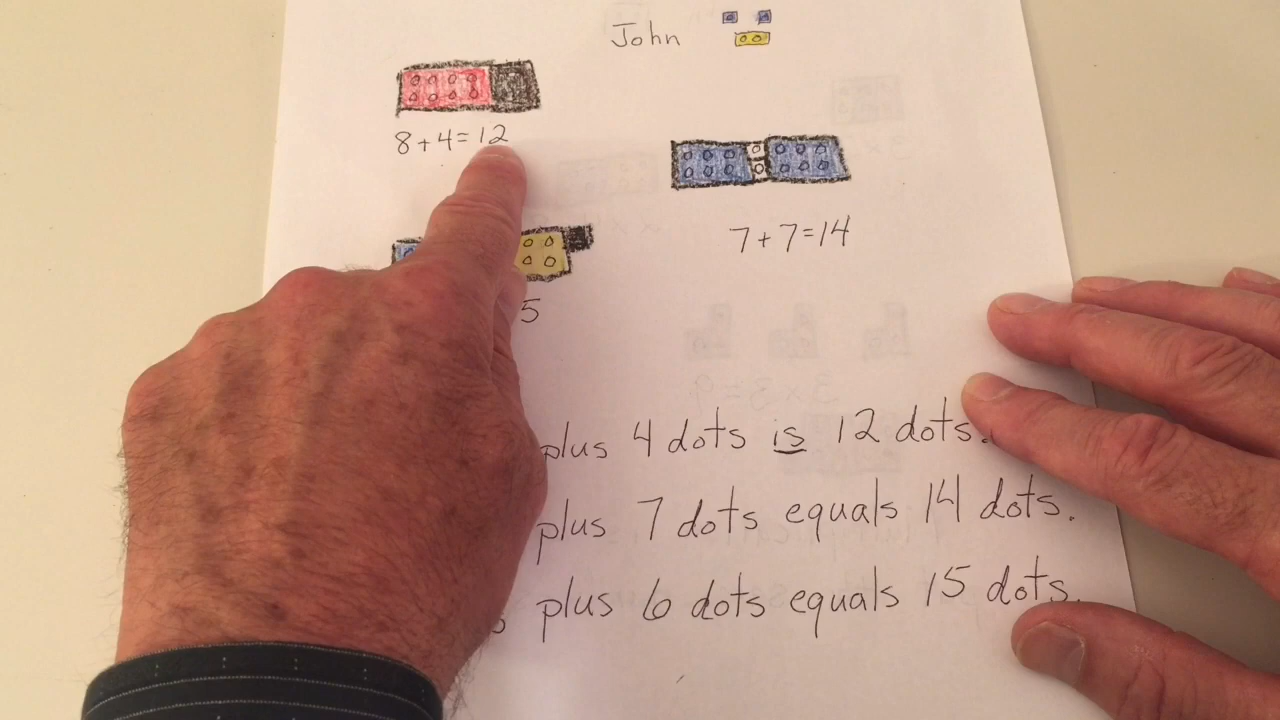 John
8+4=12
7+7=14
5
plus 4 dots is 12 dots.
plus 7 dots equals 14 dots.
plus 6 dots equals 15 dots.